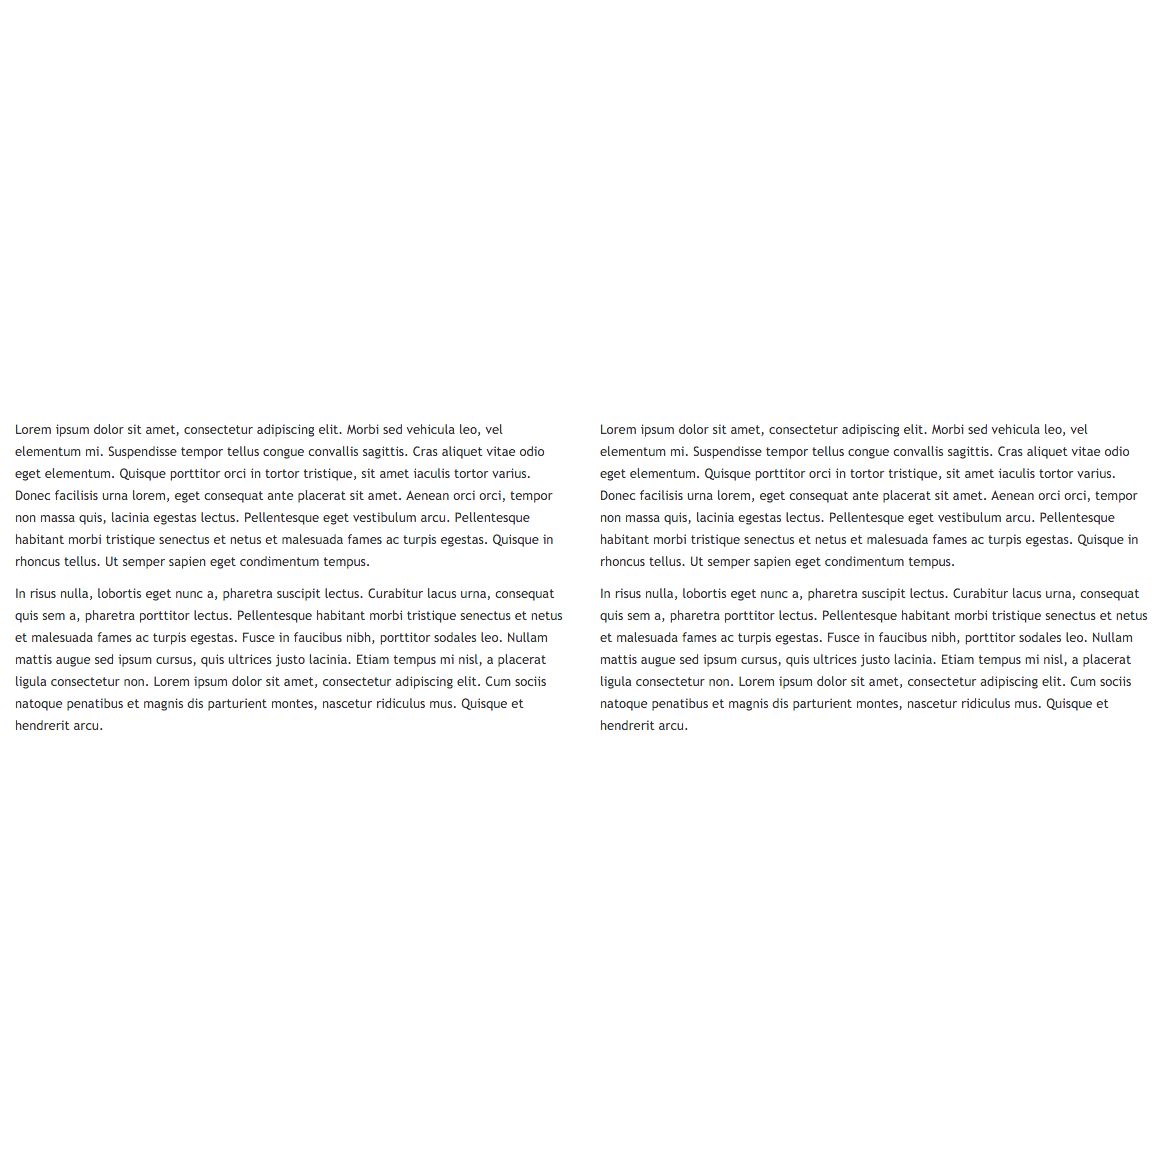 Lorem ipsum dolor sit amet, consectetur adipiscing elit. Morbi sed vehicula leo, vel
elementum mi. Suspendisse tempor tellus congue convallis sagittis. Cras aliquet vitae odio
eget elementum. Quisque porttitor orci in tortor tristique, sit amet iaculis tortor varius.
Donec facilisis urna lorem, eget consequat ante placerat sit amet. Aenean orci orci, tempor
non massa quis, lacinia egestas lectus. Pellentesque eget vestibulum arcu. Pellentesque
habitant morbi tristique senectus et netus et malesuada fames ac turpis egestas. Quisque in
rhoncus tellus. Ut semper sapien eget condimentum tempus.
In risus nulla, lobortis eget nunc a, pharetra suscipit lectus. Curabitur lacus urna, consequat
quis sem a, pharetra porttitor lectus. Pellentesque habitant morbi tristique senectus et netus
et malesuada fames ac turpis egestas. Fusce in faucibus nibh, porttitor sodales leo. Nullam
mattis augue sed ipsum cursus, quis ultrices justo lacinia. Etiam tempus mi nisl, a placerat
ligula consectetur non. Lorem ipsum dolor sit amet, consectetur adipiscing elit. Cum sociis
natoque penatibus et magnis dis parturient montes, nascetur ridiculus mus. Quisque et
hendrerit arcu.
Lorem ipsum dolor sit amet, consectetur adipiscing elit. Morbi sed vehicula leo, vel
elementum mi. Suspendisse tempor tellus congue convallis sagittis. Cras aliquet vitae odio
eget elementum. Quisque porttitor orci in tortor tristique, sit amet iaculis tortor varius.
Donec facilisis urna lorem, eget consequat ante placerat sit amet. Aenean orci orci, tempor
non massa quis, lacinia egestas lectus. Pellentesque eget vestibulum arcu. Pellentesque
habitant morbi tristique senectus et netus et malesuada fames ac turpis egestas. Quisque in
rhoncus tellus. Ut semper sapien eget condimentum tempus.
In risus nulla, lobortis eget nunc a, pharetra suscipit lectus. Curabitur lacus urna, consequat
quis sem a, pharetra porttitor lectus. Pellentesque habitant morbi tristique senectus et netus
et malesuada fames ac turpis egestas. Fusce in faucibus nibh, porttitor sodales leo. Nullam
mattis augue sed ipsum cursus, quis ultrices justo lacinia. Etiam tempus mi nisl, a placerat
ligula consectetur non. Lorem ipsum dolor sit amet, consectetur adipiscing elit. Cum sociis
natoque penatibus et magnis dis parturient montes, nascetur ridiculus mus. Quisque et
hendrerit arcu.